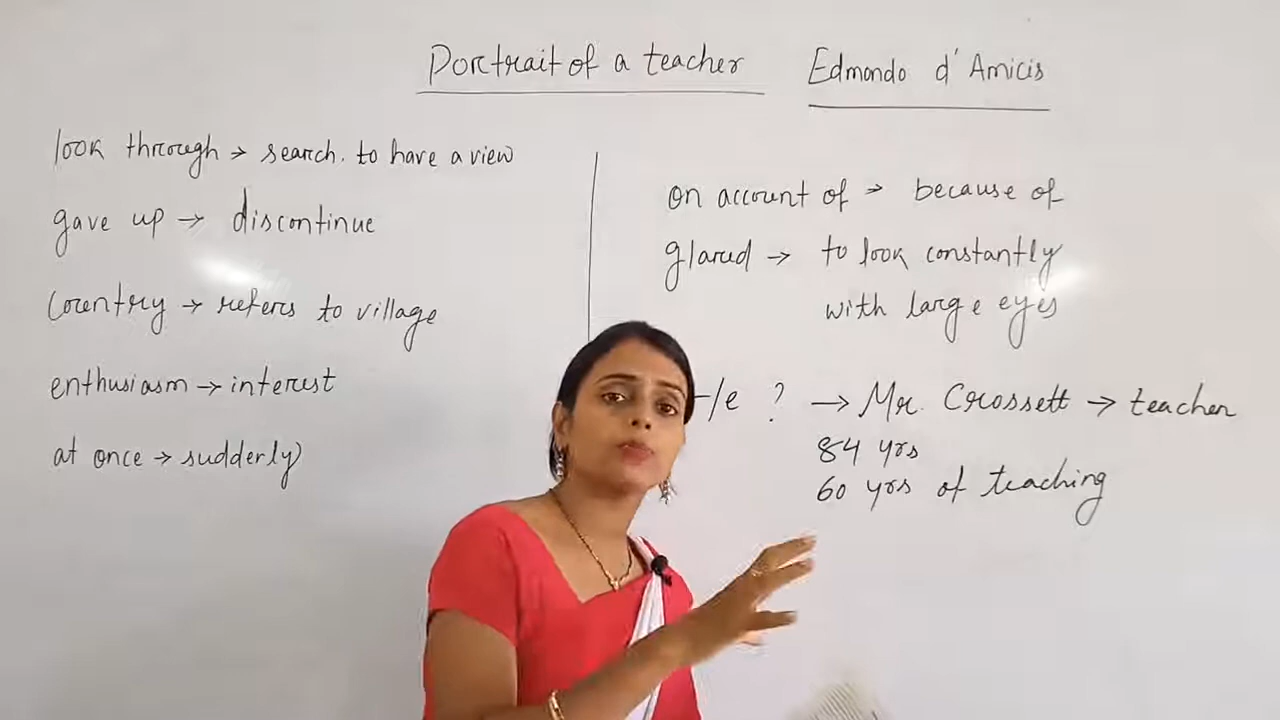 Portrait of a teacher Edmondo d'Amicis
look through → search. to have a view
gave up → discontinue
Country → refers to village
enthusiasm → interest
at once → suddenly
on account of → because of
glared → to look constantly
with large eyes
/e ? → Mr. Crossett → teacher
84 yrs
60 yrs of teaching